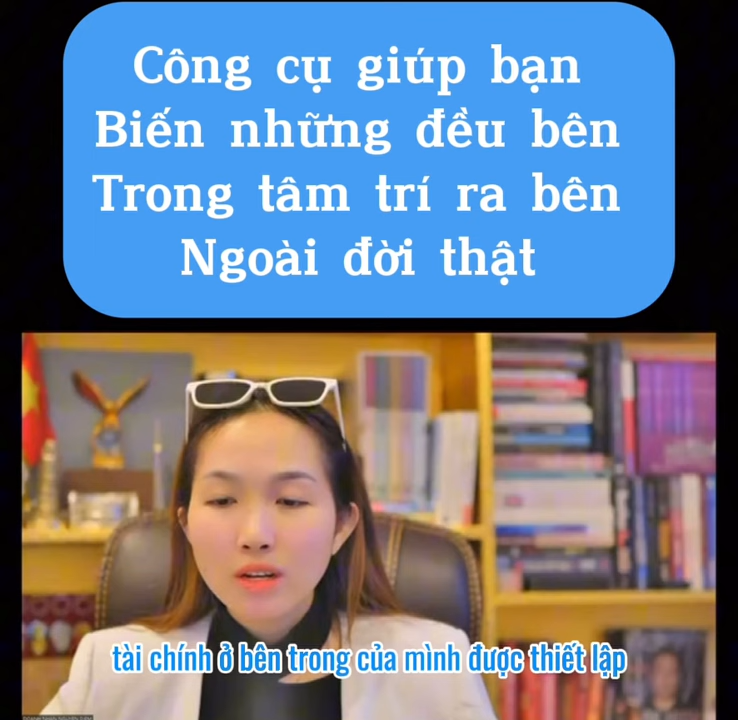 Công cụ giúp bạn
Biến những đều bên
Trong tâm trí ra bên
Ngoài đời thật
tài chính ở bên trong của mình được thiết lập